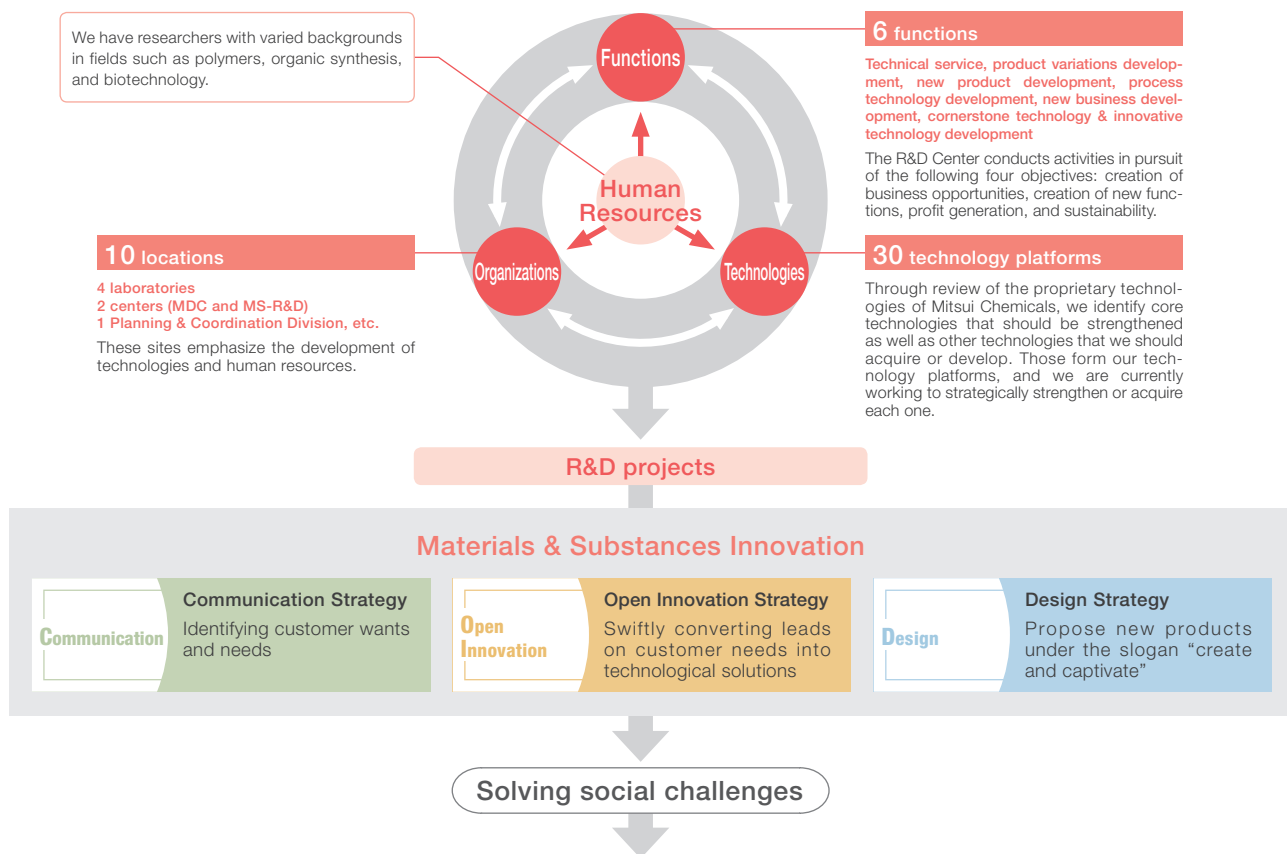 We have researchers with varied backgrounds
in fields such as polymers, organic synthesis,
and biotechnology.
Functions
Human
Resources
Organizations
Technologies
6 functions
Technical service, product variations develop-
ment, new product development, process
technology development, new business devel-
opment, cornerstone technology & innovative
technology development
The R&D Center conducts activities in pursuit
of the following four objectives: creation of
business opportunities, creation of new func-
tions, profit generation, and sustainability.
10 locations
4 laboratories
2 centers (MDC and MS-R&D)
1 Planning & Coordination Division, etc.
These sites emphasize the development of
technologies and human resources.
30 technology platforms
Through review of the proprietary technol-
ogies of Mitsui Chemicals, we identify core
technologies that should be strengthened
as well as other technologies that we should
acquire or develop. Those form our tech-
nology platforms, and we are currently
working to strategically strengthen or acquire
each one.
R&D projects
Materials & Substances Innovation
Communication
Communication Strategy
Identifying customer wants
and needs
Open
Innovation
Open Innovation Strategy
Swiftly converting leads
on customer needs into
technological solutions
Design
Design Strategy
Propose new products
under the slogan “create
and captivate”
Solving social challenges